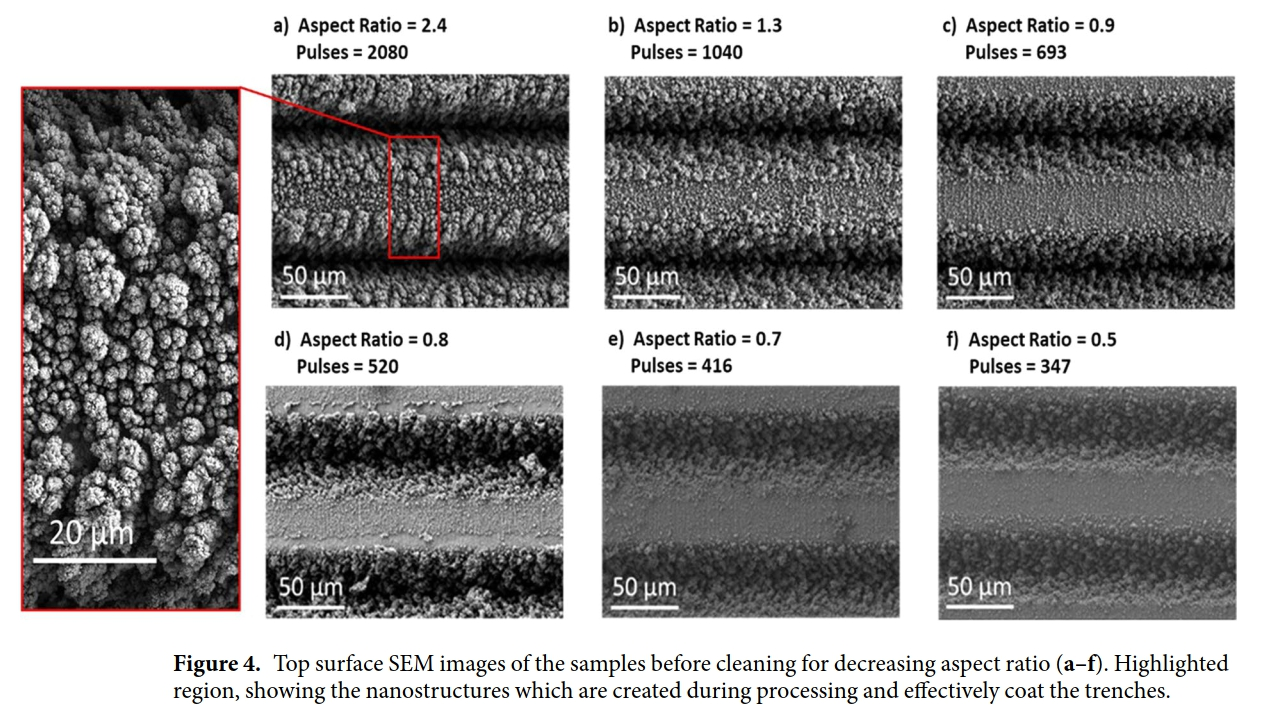 a) Aspect Ratio = 2.4
Pulses = 2080
b) Aspect Ratio = 1.3
Pulses = 1040
c) Aspect Ratio = 0.9
Pulses = 693
20 µm
50 µm
50 µm
50 µm
d) Aspect Ratio = 0.8
Pulses = 520
e) Aspect Ratio = 0.7
Pulses = 416
f) Aspect Ratio = 0.5
Pulses = 347
50 µm
50 µm
50 µm
Figure 4. Top surface SEM images of the samples before cleaning for decreasing aspect ratio (a–f). Highlighted
region, showing the nanostructures which are created during processing and effectively coat the trenches.